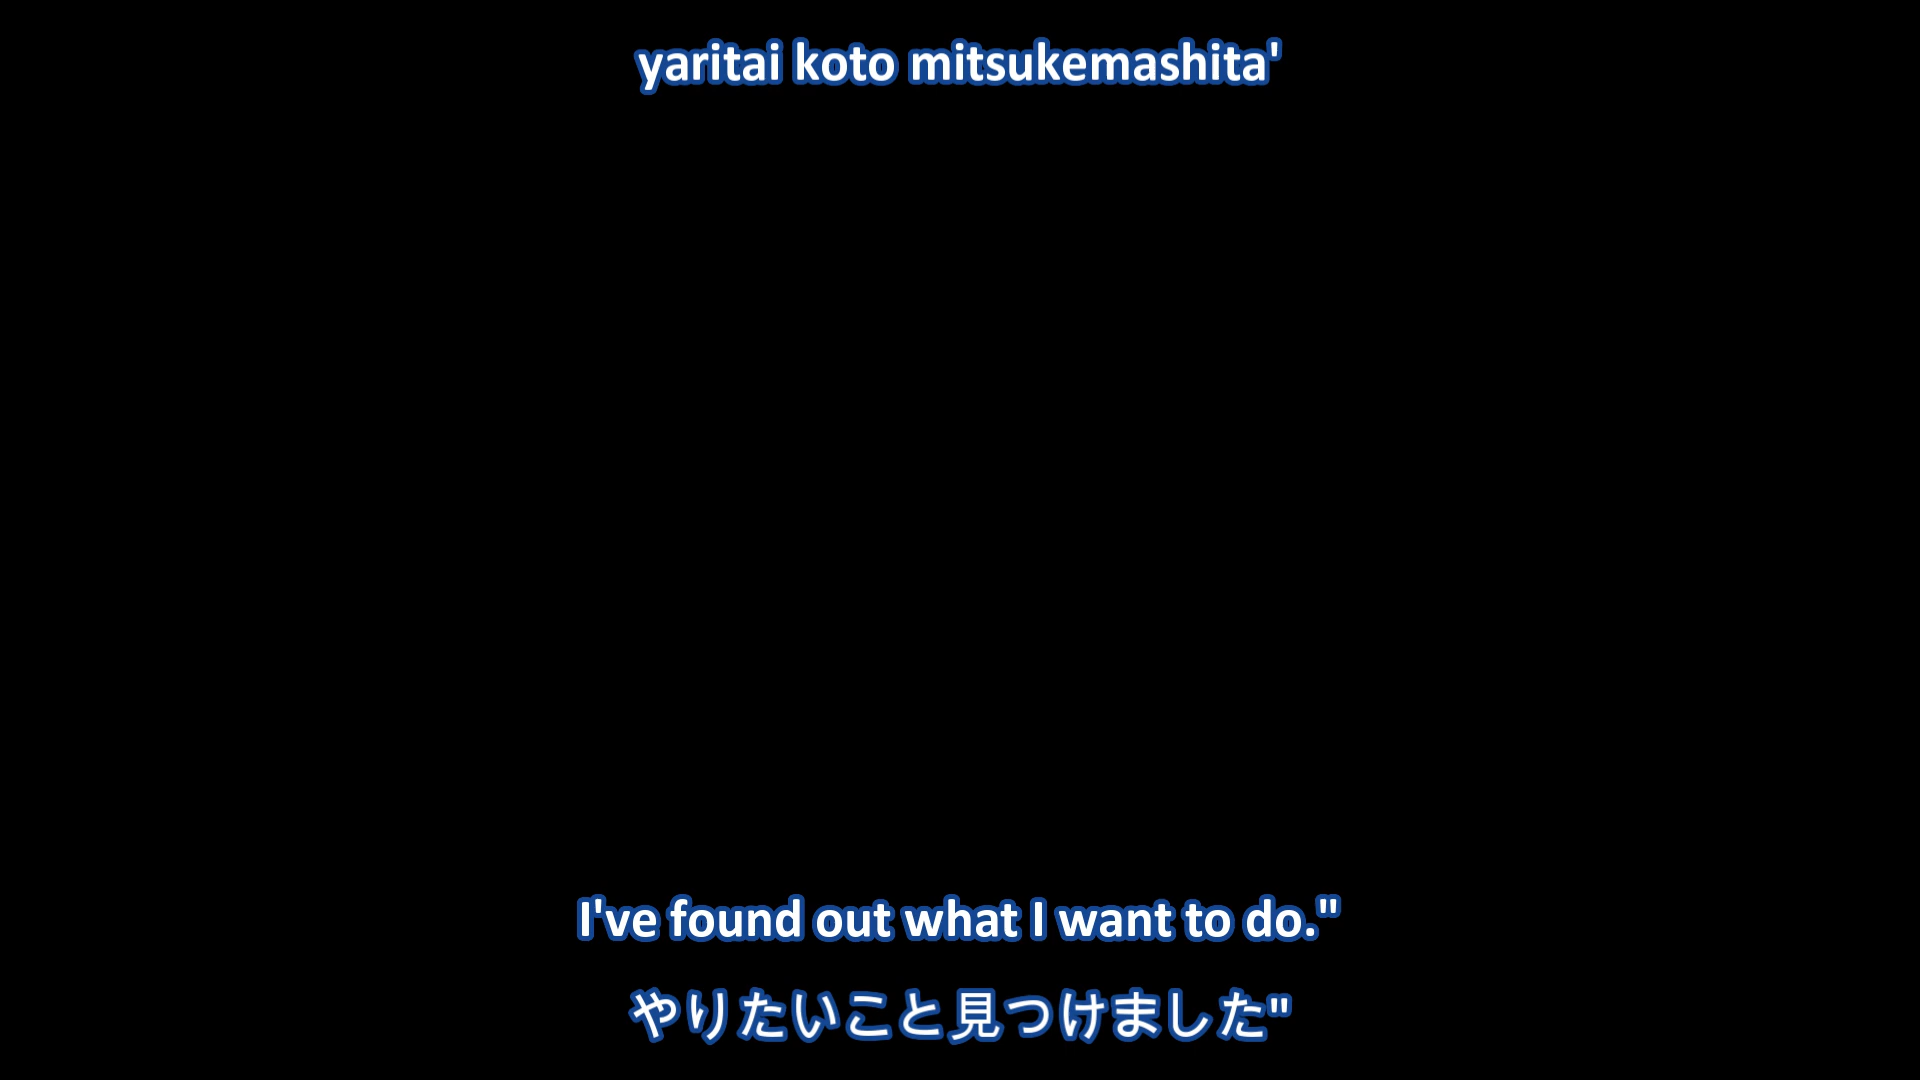 yaritai koto mitsukemashita'
I've found out what I want to do."
やりたいこと見つけました"